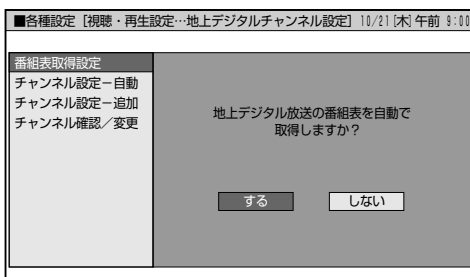 ■各種設定［視聴・再生設定…地上デジタルチャンネル設定］10/21[木]午前 9:00
番組表取得設定
チャンネル設定－自動
チャンネル設定－追加
チャンネル確認／変更
地上デジタル放送の番組表を自動で
取得しますか？
する
しない